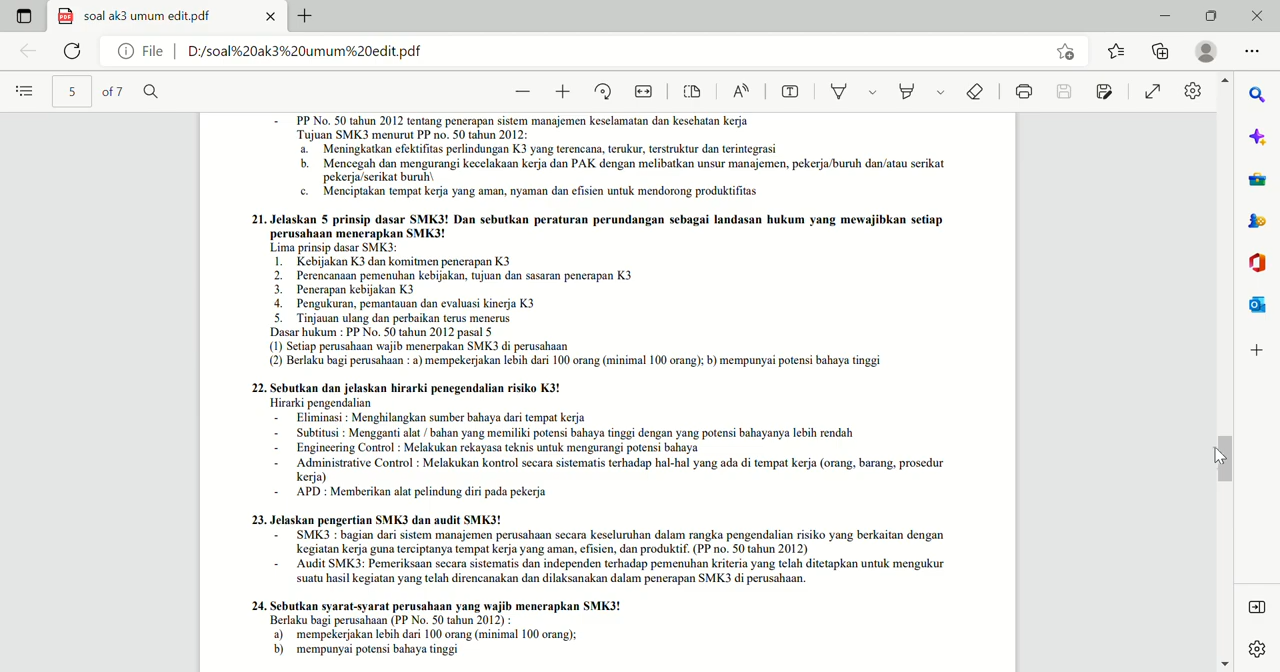 soal ak3 umum edit.pdf
File D:/soal%20ak3%20umum%20edit.pdf
5 of 7
- PP No. 50 tahun 2012 tentang penerapan sistem manajemen keselamatan dan kesehatan kerja
Tujuan SMK3 menurut PP no. 50 tahun 2012:
a. Meningkatkan efektifitas perlindungan K3 yang terencana, terukur, terstruktur dan terintegrasi
b. Mencegah dan mengurangi kecelakaan kerja dan PAK dengan melibatkan unsur manajemen, pekerja/buruh dan/atau serikat
pekerja/serikat buruh\
c. Menciptakan tempat kerja yang aman, nyaman dan efisien untuk mendorong produktifitas
21. Jelaskan 5 prinsip dasar SMK3! Dan sebutkan peraturan perundangan sebagai landasan hukum yang mewajibkan setiap
perusahaan menerapkan SMK3!
Lima prinsip dasar SMK3:
1. Kebijakan K3 dan komitmen penerapan K3
2. Perencanaan pemenuhan kebijakan, tujuan dan sasaran penerapan K3
3. Penerapan kebijakan K3
4. Pengukuran, pemantauan dan evaluasi kinerja K3
5. Tinjauan ulang dan perbaikan terus menerus
Dasar hukum : PP No. 50 tahun 2012 pasal 5
(1) Setiap perusahaan wajib menerpakan SMK3 di perusahaan
(2) Berlaku bagi perusahaan : a) mempekerjakan lebih dari 100 orang (minimal 100 orang); b) mempunyai potensi bahaya tinggi
22. Sebutkan dan jelaskan hirarki penegendalian risiko K3!
Hirarki pengendalian
- Eliminasi : Menghilangkan sumber bahaya dari tempat kerja
- Subtitusi : Mengganti alat / bahan yang memiliki potensi bahaya tinggi dengan yang potensi bahayanya lebih rendah
- Engineering Control : Melakukan rekayasa teknis untuk mengurangi potensi bahaya
- Administrative Control : Melakukan kontrol secara sistematis terhadap hal-hal yang ada di tempat kerja (orang, barang, prosedur
kerja)
- APD : Memberikan alat pelindung diri pada pekerja
23. Jelaskan pengertian SMK3 dan audit SMK3!
- SMK3 : bagian dari sistem manajemen perusahaan secara keseluruhan dalam rangka pengendalian risiko yang berkaitan dengan
kegiatan kerja guna terciptanya tempat kerja yang aman, efisien, dan produktif. (PP no. 50 tahun 2012)
- Audit SMK3: Pemeriksaan secara sistematis dan independen terhadap pemenuhan kriteria yang telah ditetapkan untuk mengukur
suatu hasil kegiatan yang telah direncanakan dan dilaksanakan dalam penerapan SMK3 di perusahaan.
24. Sebutkan syarat-syarat perusahaan yang wajib menerapkan SMK3!
Berlaku bagi perusahaan (PP No. 50 tahun 2012) :
a) mempekerjakan lebih dari 100 orang (minimal 100 orang);
b) mempunyai potensi bahaya tinggi